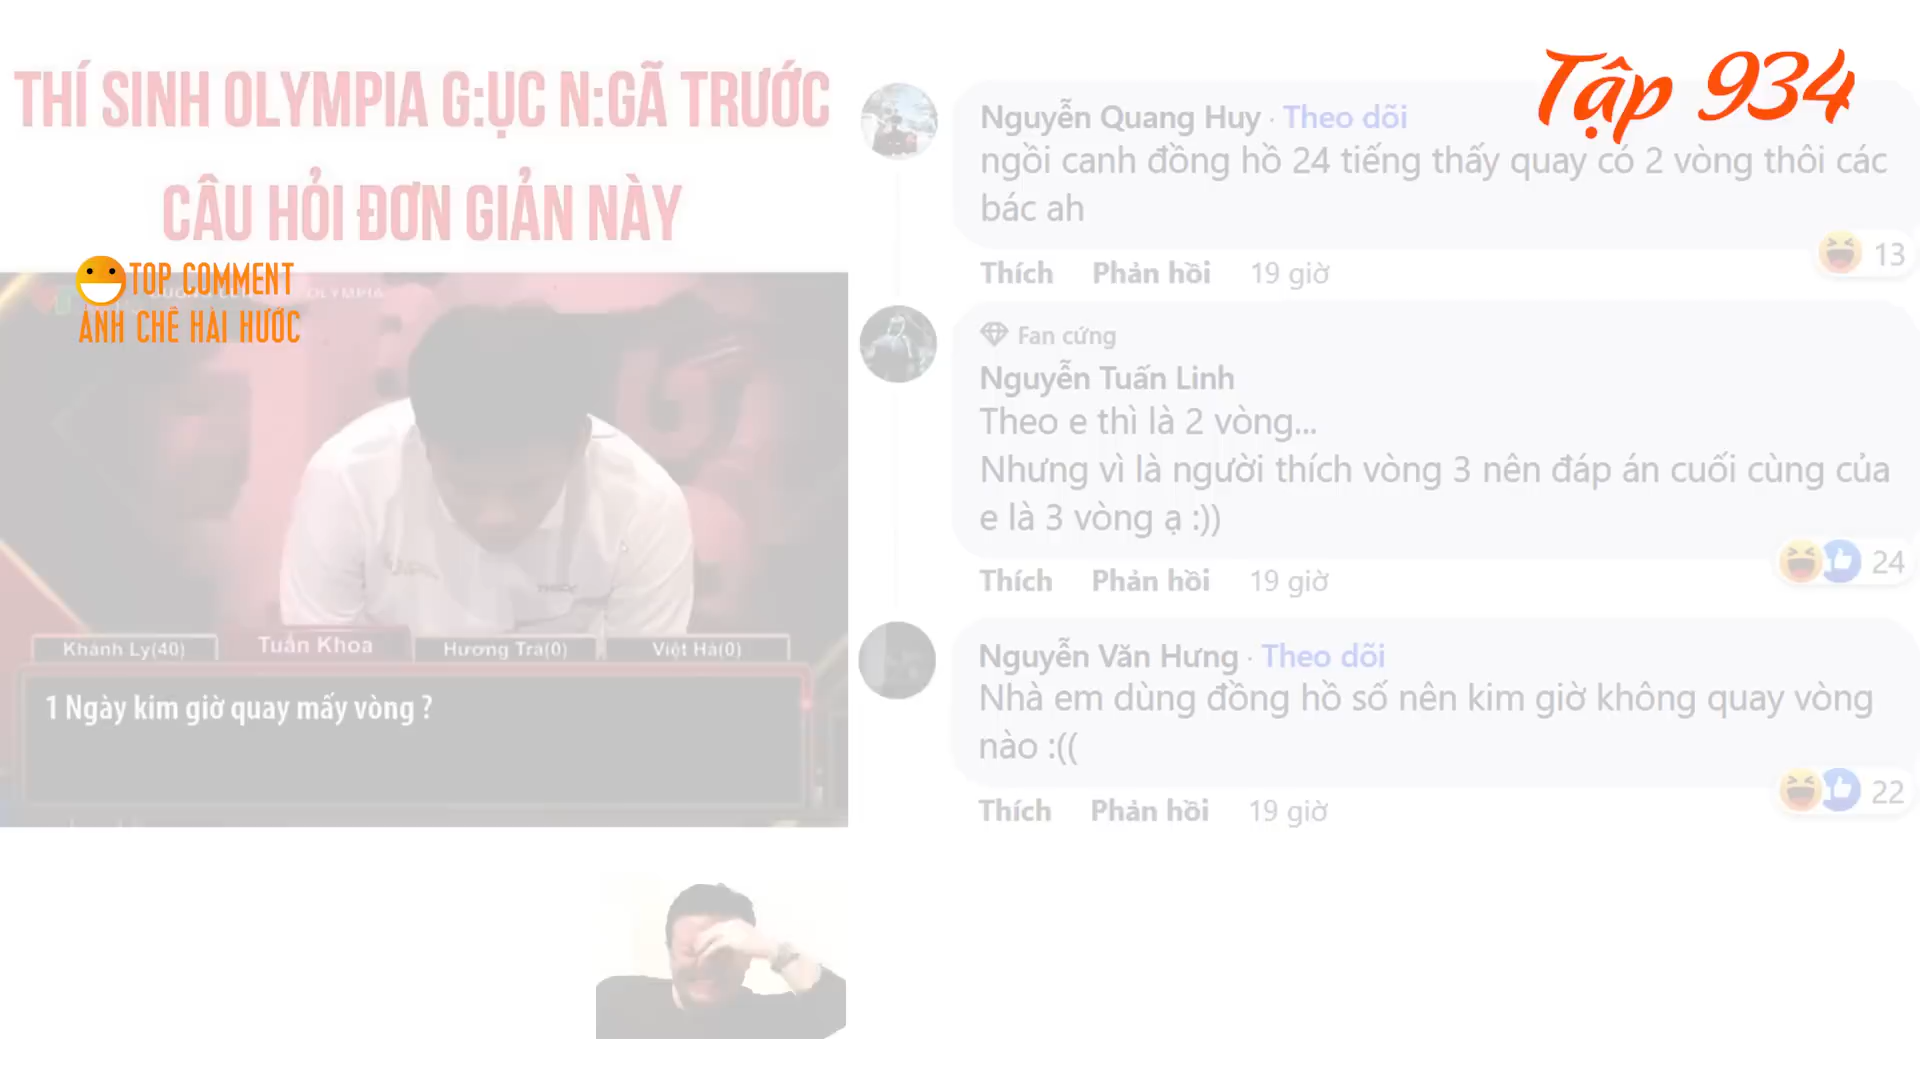 THÍ SINH OLYMPIA G:ỤC N:GÃ TRƯỚC
CÂU HỎI ĐƠN GIẢN NÀY
TOP COMMENT
ẢNH CHẾ HÀI HƯỚC
OLYMPIA
Khánh Ly(40)
Tuấn Khoa
Hương Trà(0)
Việt Hà(0)
1 Ngày kim giờ quay mấy vòng ?
Tập 934
Nguyễn Quang Huy · Theo dõi
ngồi canh đồng hồ 24 tiếng thấy quay có 2 vòng thôi các
bác ah
13
Thích Phản hồi 19 giờ
Fan cứng
Nguyễn Tuấn Linh
Theo e thì là 2 vòng...
Nhưng vì là người thích vòng 3 nên đáp án cuối cùng của
e là 3 vòng ạ :))
24
Thích Phản hồi 19 giờ
Nguyễn Văn Hưng · Theo dõi
Nhà em dùng đồng hồ số nên kim giờ không quay vòng
nào :((
22
Thích Phản hồi 19 giờ